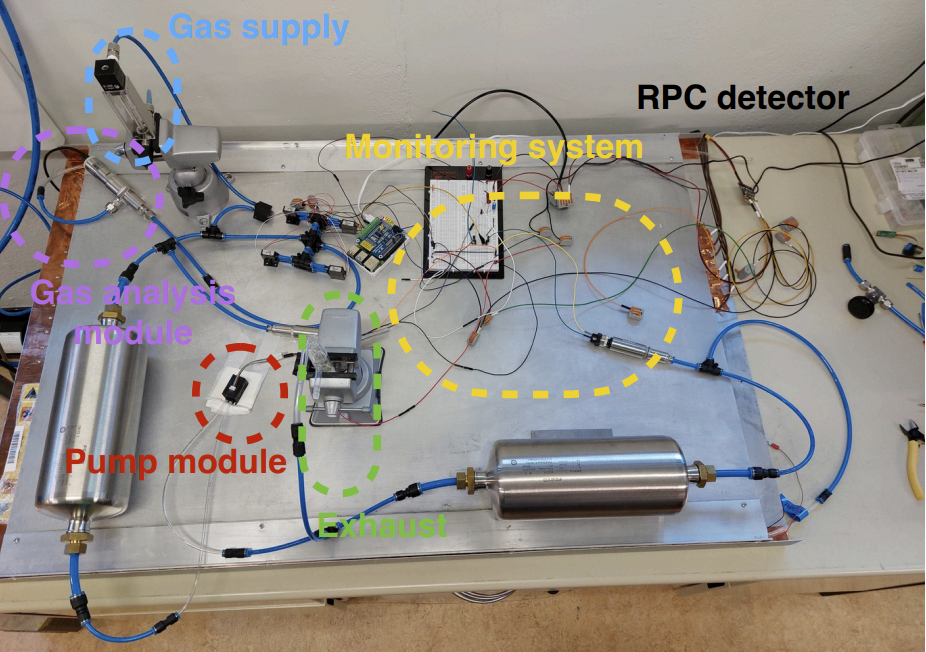 Gas supply
RPC detector
Monitoring system
Gas analysis
module
Pump module
Exhaust